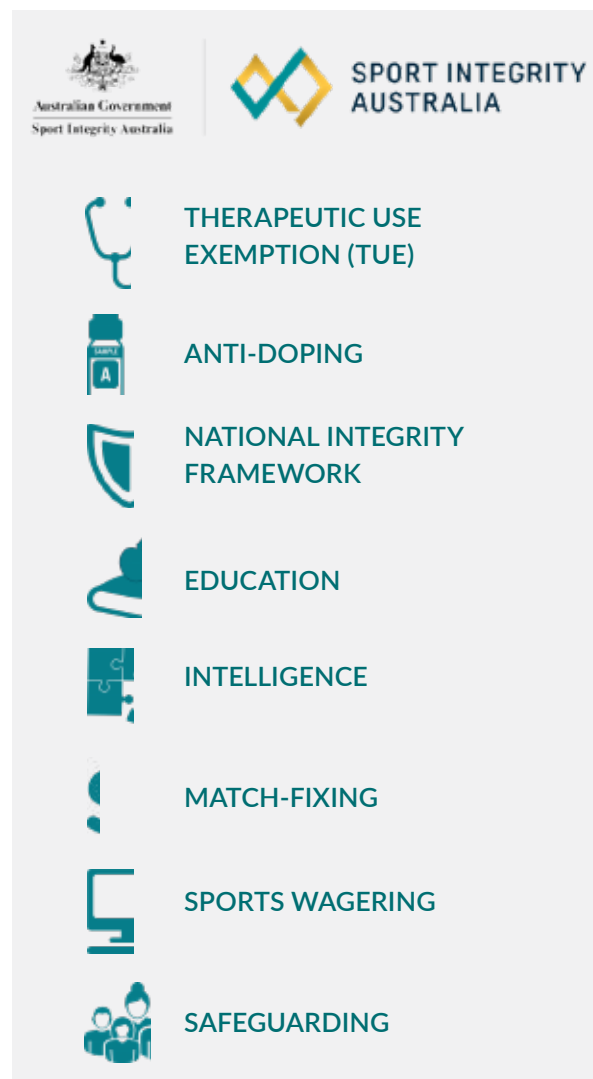 Australian Government
Sport Integrity Australia
SPORT INTEGRITY
AUSTRALIA
THERAPEUTIC USE
EXEMPTION (TUE)
SAMPLE
A
ANTI-DOPING
NATIONAL INTEGRITY
FRAMEWORK
EDUCATION
INTELLIGENCE
MATCH-FIXING
SPORTS WAGERING
SAFEGUARDING